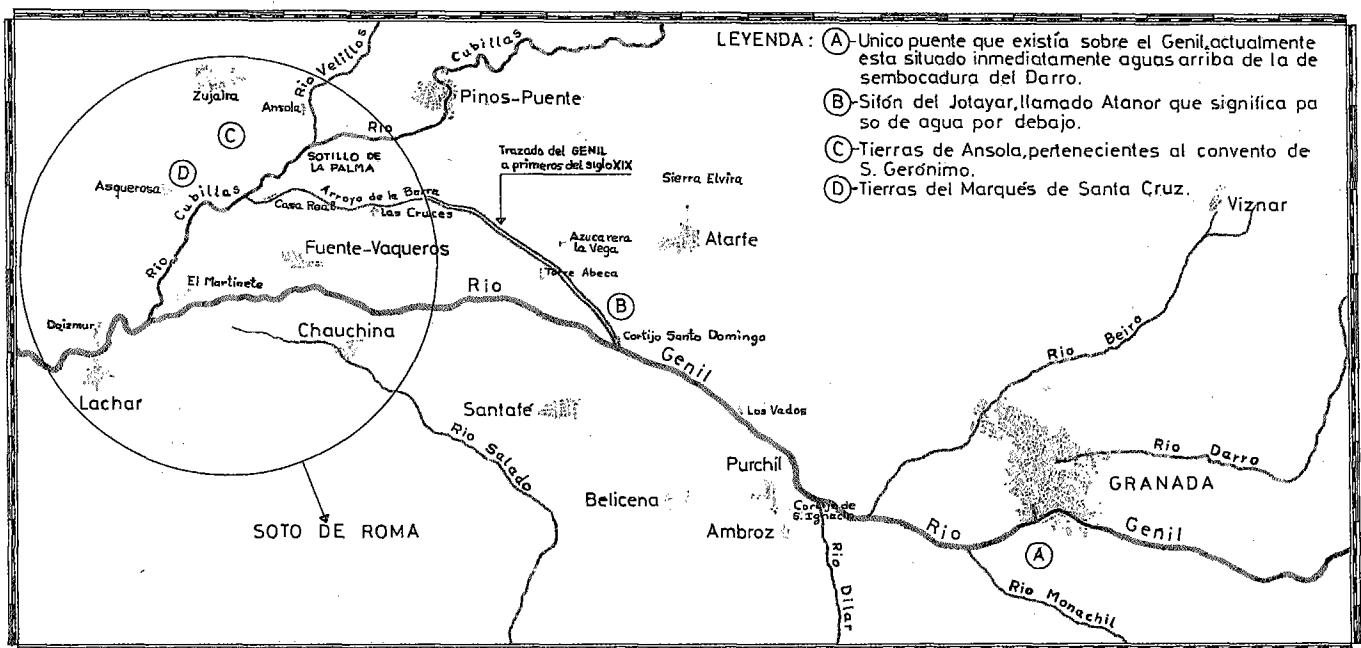 LEYENDA: (A)-Unico puente que existía sobre el Genil,actualmente
esta situado inmediatamente aguas arriba de la de
sembocadura del Darro.
(B)-Sifón del Jotayar,llamado Atanor que significa pa
so de agua por debajo.
(C)-Tierras de Ansola,pertenecientes al convento de
S. Gerónimo.
(D)-Tierras del Marqués de Santa Cruz.
Rio Velillos
Cubillas
Zujaira
Ansola
Pinos-Puente
(C)
Rio
SOTILLO DE
LA PALMA
Trazado del GENIL
a primeros del siglo XIX
(D)
Asquerosa
Cubillas
Arroyo de la Barra
Casa Real
Las Cruces
Sierra Elvira
Viznar
Azucarera
la Vega
Atarfe
Fuente-Vaqueros
Torre Abeca
Rio
El Martinete
Rio
(B)
Daizmur
Chauchina
Cortijo Santo Domingo
Genil
Rio Beiro
Lachar
Santafé
Los Vados
Rio Salado
Rio Darro
Purchil
GRANADA
Belicena
Cortijo de
S. Ignacio
SOTO DE ROMA
Ambroz
Rio
Genil
(A)
Rio Dilar
Rio Monachil